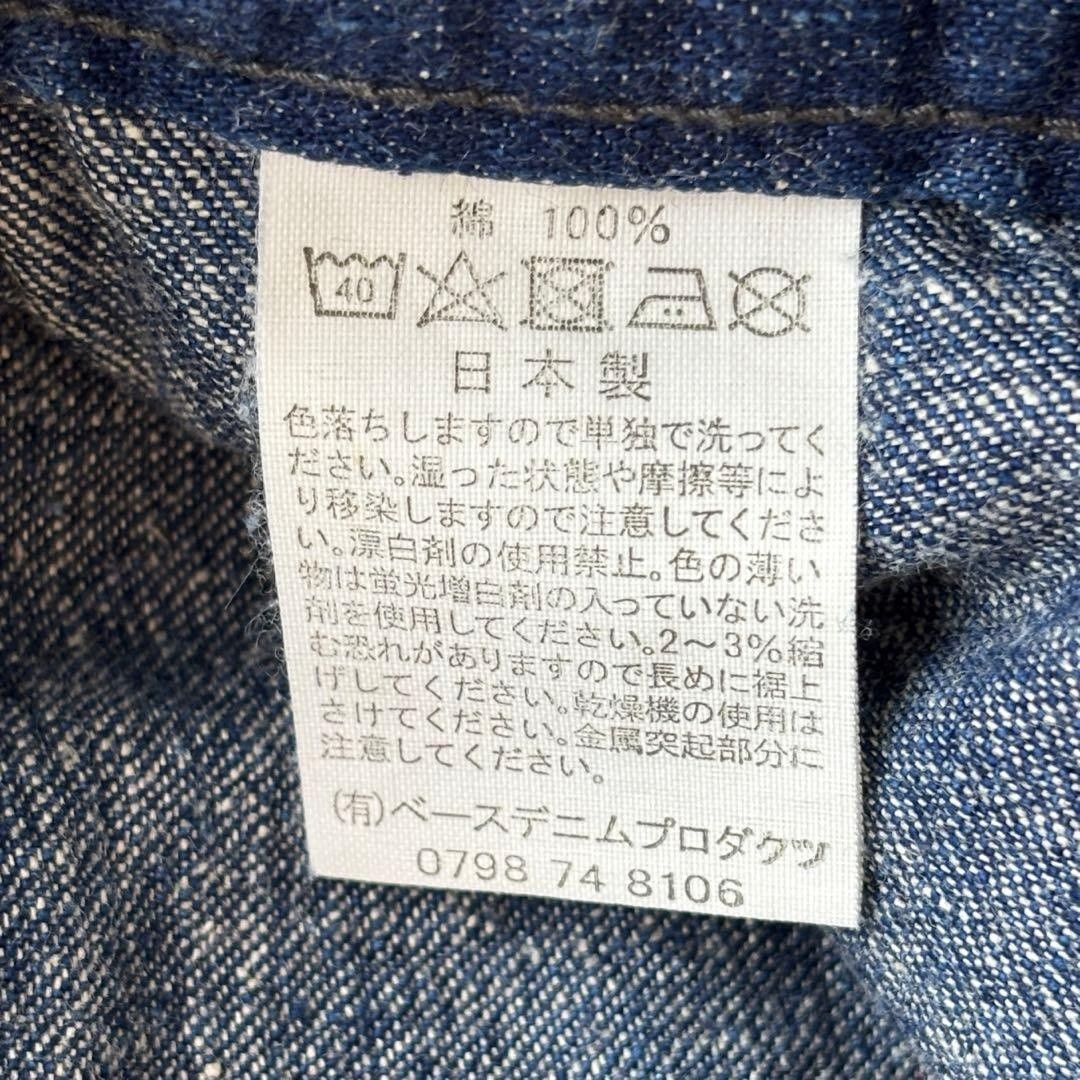 綿 100%
40
日本製
色落ちしますので単独で洗ってく
ださい。湿った状態や摩擦等によ
り移染しますので注意してくださ
い。漂白剤の使用禁止。色の薄い
物は蛍光増白剤の入っていない洗
剤を使用してください。2～3%縮
む恐れがありますので長めに裾上
げしてください。乾燥機の使用は
さけてください。金属突起部分に
注意してください。
(有)ベースデニムプロダクツ
0798 74 8106